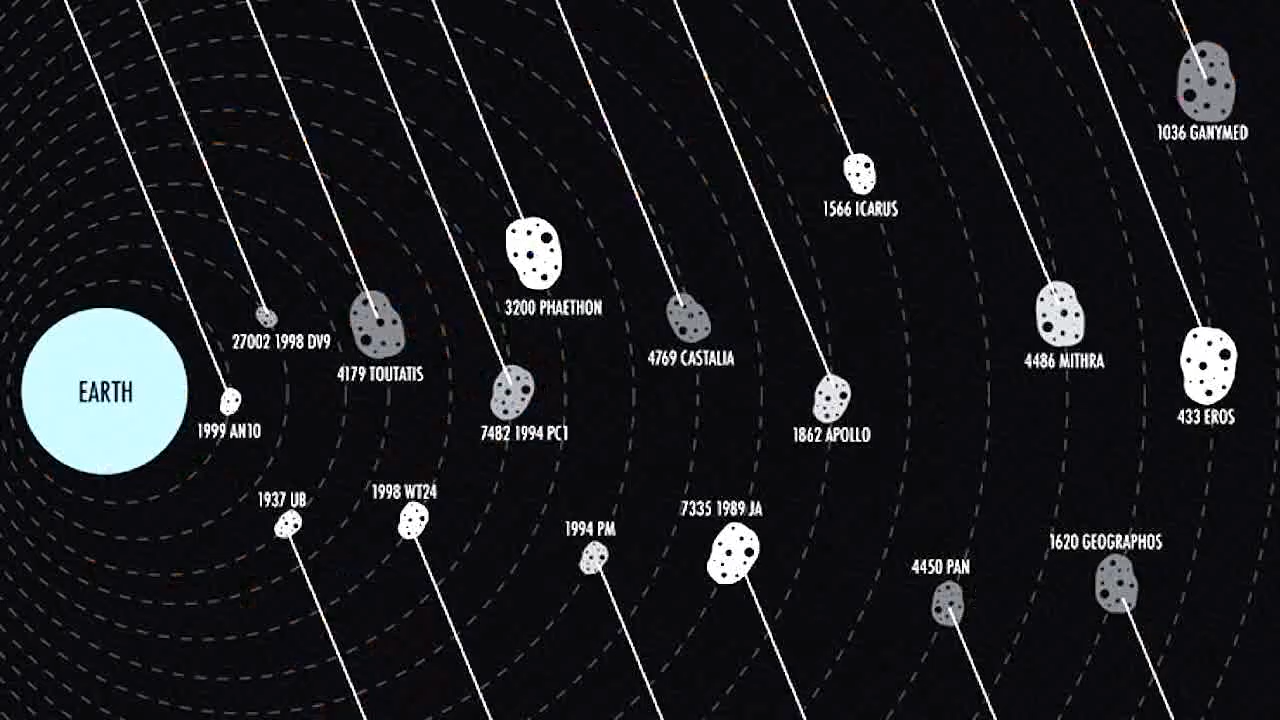 1036 GANYMED
1566 ICARUS
3200 PHAETHON
27002 1998 DV9
4769 CASTALIA
4486 MITHRA
4179 TOUTATIS
EARTH
433 EROS
1999 AN10
7482 1994 PC1
1862 APOLLO
1998 WT24
1937 UB
7335 1989 JA
1994 PM
1620 GEOGRAPHOS
4450 PAN